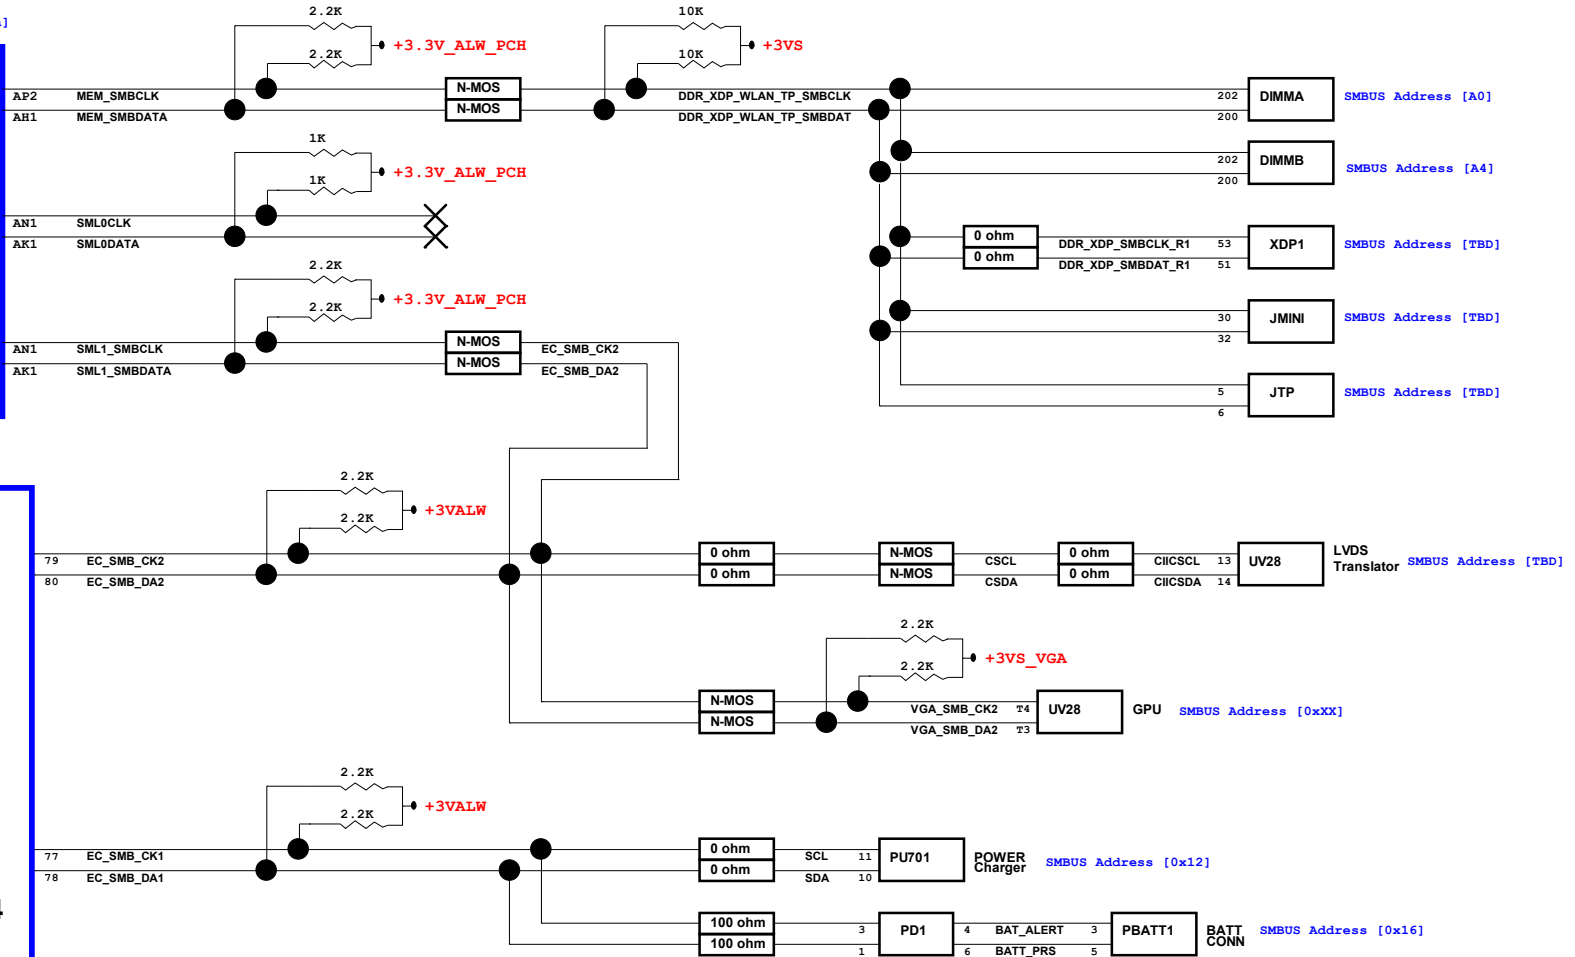 2.2K
10K
+3.3V_ALW_PCH
+3VS
2.2K
10K
N-MOS
AP2 MEM_SMBCLK DDR_XDP_WLAN_TP_SMBCLK 202 DIMMA SMBUS Address [A0]
N-MOS
AH1 MEM_SMBDATA DDR_XDP_WLAN_TP_SMBDAT 200
1K
+3.3V_ALW_PCH
1K
202 DIMMB SMBUS Address [A4]
200
AN1 SML0CLK
AK1 SML0DATA
0 ohm
DDR_XDP_SMBCLK_R1 53 XDP1 SMBUS Address [TBD]
0 ohm
DDR_XDP_SMBDAT_R1 51
2.2K
+3.3V_ALW_PCH
2.2K
30 JMINI SMBUS Address [TBD]
32
N-MOS
AN1 SML1_SMBCLK EC_SMB_CK2
N-MOS
AK1 SML1_SMBDATA EC_SMB_DA2
5 JTP SMBUS Address [TBD]
6
2.2K
+3VALW
2.2K
0 ohm N-MOS 0 ohm
79 EC_SMB_CK2 CSCL CIICSCL 13 UV28 LVDS
Translator SMBUS Address [TBD]
0 ohm N-MOS 0 ohm
80 EC_SMB_DA2 CSDA CIICSDA 14
2.2K
+3VS_VGA
2.2K
N-MOS
VGA_SMB_CK2 T4 UV28 GPU SMBUS Address [0xXX]
N-MOS
VGA_SMB_DA2 T3
2.2K
+3VALW
2.2K
0 ohm
77 EC_SMB_CK1 SCL 11 PU701 POWER
Charger SMBUS Address [0x12]
0 ohm
78 EC_SMB_DA1 SDA 10
100 ohm
3 PD1 4 BAT_ALERT 3 PBATT1 BATT
CONN SMBUS Address [0x16]
100 ohm
1 6 BATT_PRS 5